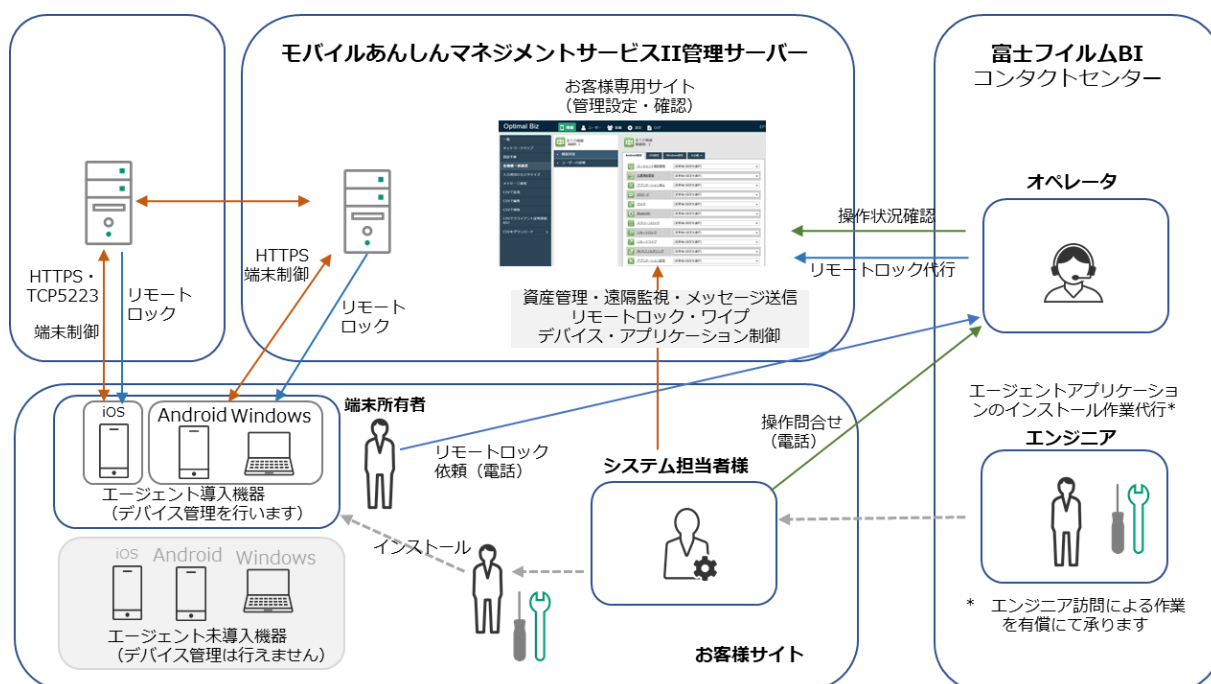 モバイルあんしんマネジメントサービスII管理サーバー
お客様専用サイト
（管理設定・確認）
Optimal Biz
富士フイルムBI
コンタクトセンター
オペレータ
操作状況確認
リモートロック代行
HTTPS・
TCP5223
端末制御
リモート
ロック
HTTPS
端末制御
リモート
ロック
資産管理・遠隔監視・メッセージ送信
リモートロック・ワイプ
デバイス・アプリケーション制御
iOS
Android Windows
エージェント導入機器
（デバイス管理を行います）
端末所有者
リモートロック
依頼（電話）
システム担当者様
操作問合せ
（電話）
エージェントアプリケーショ
ンのインストール作業代行*
エンジニア
インストール
iOS Android Windows
エージェント未導入機器
（デバイス管理は行えません）
お客様サイト
* エンジニア訪問による作業
を有償にて承ります